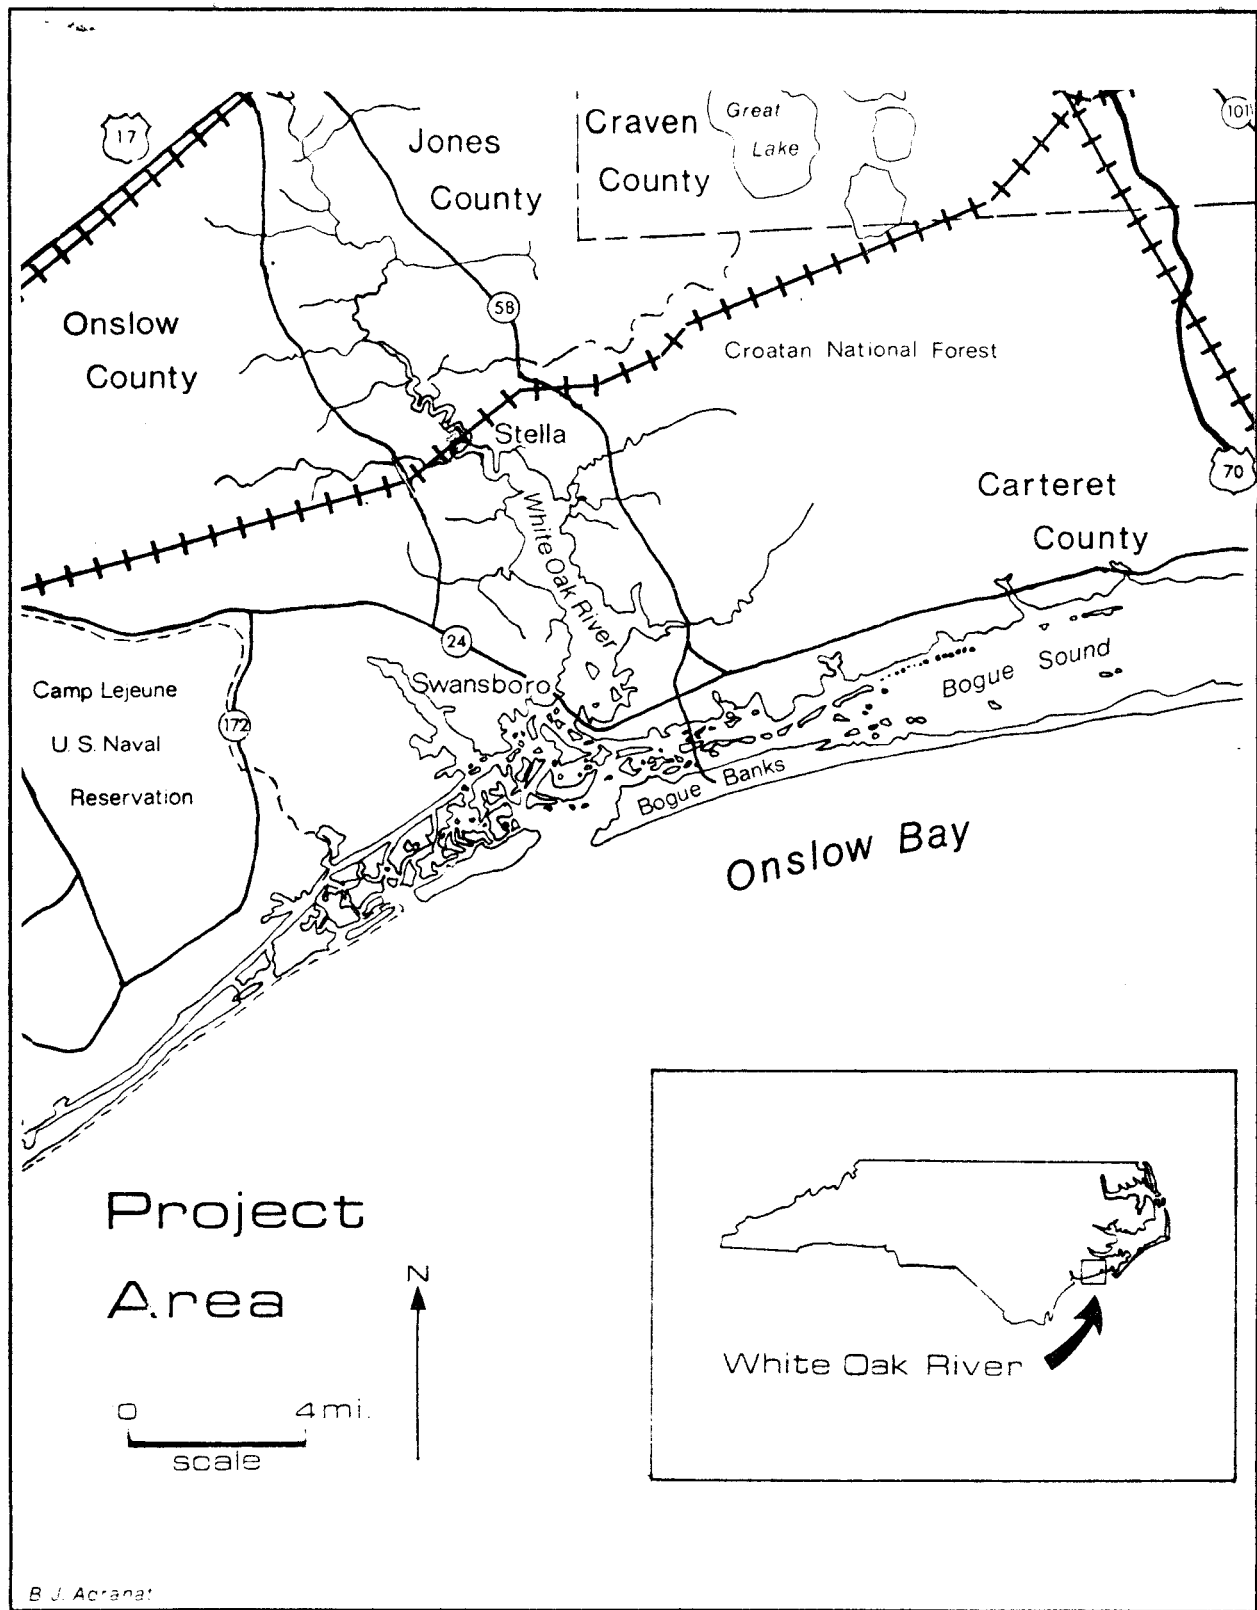 17
Jones
County
Craven
County
Great
Lake
101
58
Onslow
County
Croatan National Forest
Stella
70
Carteret
County
White Oak River
24
Swansboro
Camp Lejeune
U. S. Naval
Reservation
172
Bogue Sound
Bogue Banks
Onslow Bay
Project
Area
N
0 4 mi.
scale
White Oak River
B. J.